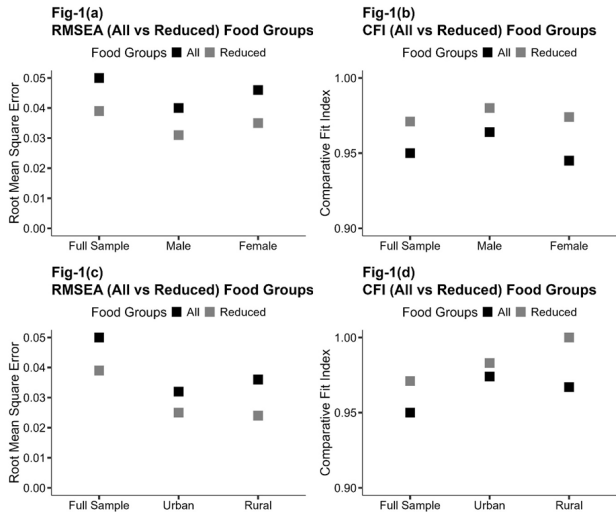 Fig-1(a)
RMSEA (All vs Reduced) Food Groups
Food Groups All Reduced
Root Mean Square Error
0.05
0.04
0.03
0.02
0.01
0.00
Full Sample Male Female
Fig-1(b)
CFI (All vs Reduced) Food Groups
Food Groups All Reduced
Comparative Fit Index
1.00
0.95
0.90
Full Sample Male Female
Fig-1(c)
RMSEA (All vs Reduced) Food Groups
Food Groups All Reduced
Root Mean Square Error
0.05
0.04
0.03
0.02
0.01
0.00
Full Sample Urban Rural
Fig-1(d)
CFI (All vs Reduced) Food Groups
Food Groups All Reduced
Comparative Fit Index
1.00
0.95
0.90
Full Sample Urban Rural